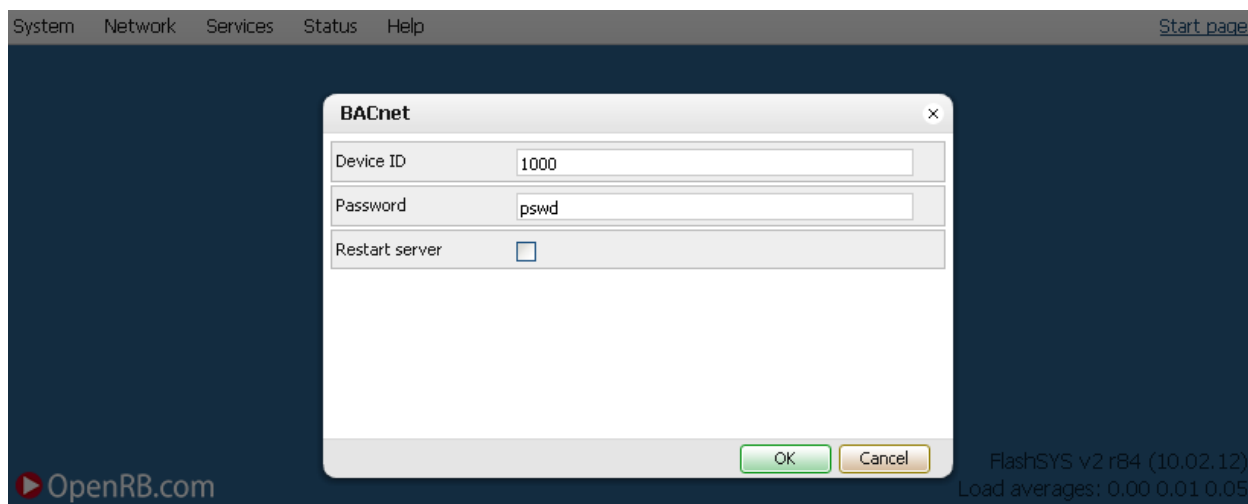 System Network Services Status Help Start page
BACnet
Device ID 1000
Password pswd
Restart server
OK Cancel
OpenRB.com
FlashSYS v2 r84 (10.02.12)
Load averages: 0.00 0.01 0.05